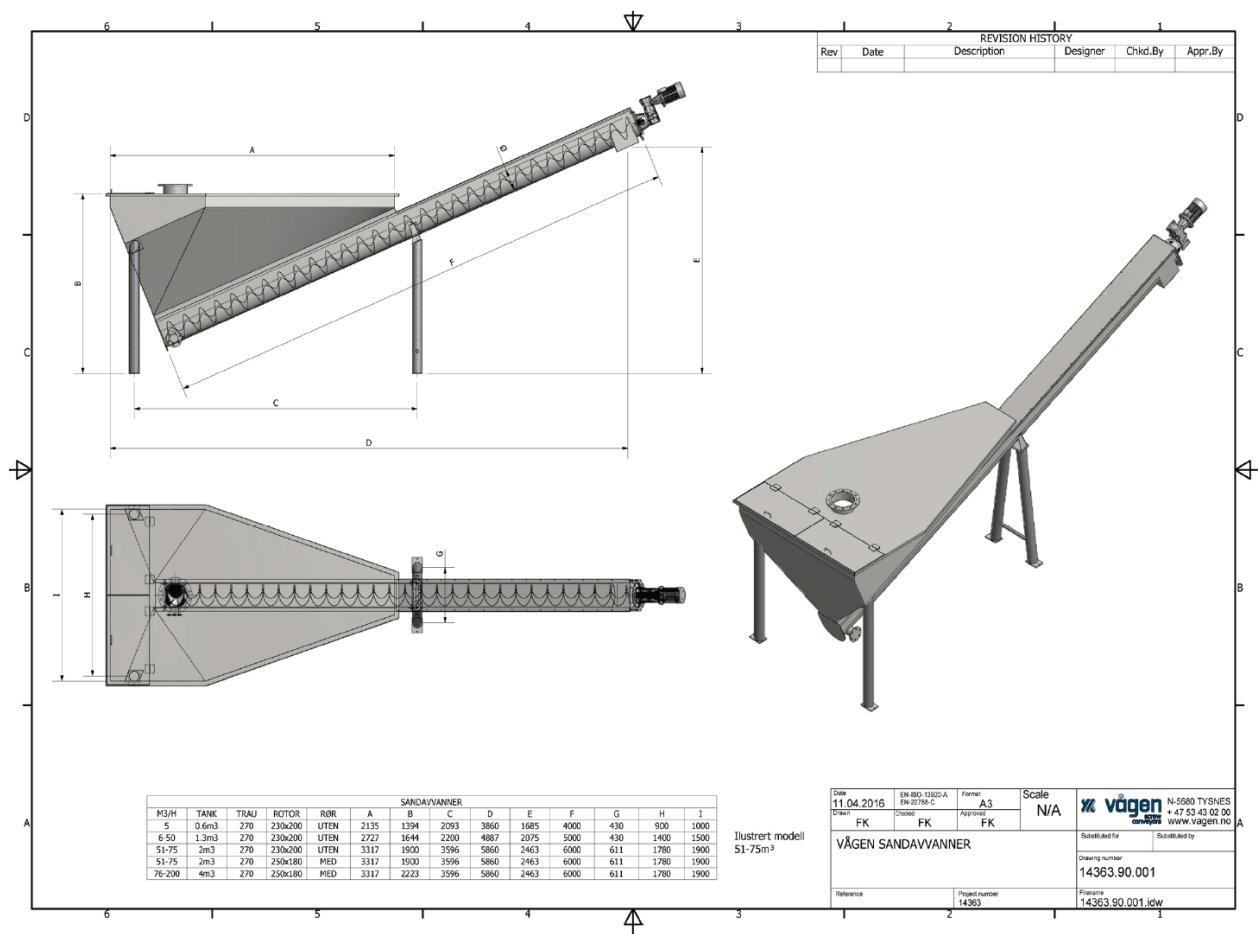 6 5 4 3 2 1
REVISION HISTORY
Rev Date Description Designer Chkd.By Appr.By
D D
A
Ø
B
F
E
C C
C
D
I
H
G
B B
A A
SANDAVVANNER
M3/H TANK TRAU ROTOR RØR A B C D E F G H I
5 0.6m3 270 230x200 UTEN 2135 1394 2093 3860 1685 4000 430 900 1000
6-50 1.3m3 270 230x200 UTEN 2727 1644 2200 4887 2075 5000 430 1400 1500
51-75 2m3 270 230x200 UTEN 3317 1900 3596 5860 2463 6000 611 1780 1900
51-75 2m3 270 250x180 MED 3317 1900 3596 5860 2463 6000 611 1780 1900
76-200 4m3 270 250x180 MED 3317 2223 3596 5860 2463 6000 611 1780 1900
Ilustrert modell
51-75m³
Date
11.04.2016
EN-ISO-13920-A
EN-22768-C
Format
A3
Scale
N/A
Drawn
FK
Checked
FK
Approved
FK
vågen
screw
conveyors
N-5680 TYSNES
+ 47 53 43 02 00
www.vagen.no
VÅGEN SANDAVVANNER
Substituted for
Substituted by
Drawing number
14363.90.001
Reference
Project number
14363
Filename
14363.90.001.idw
6 5 4 3 2 1